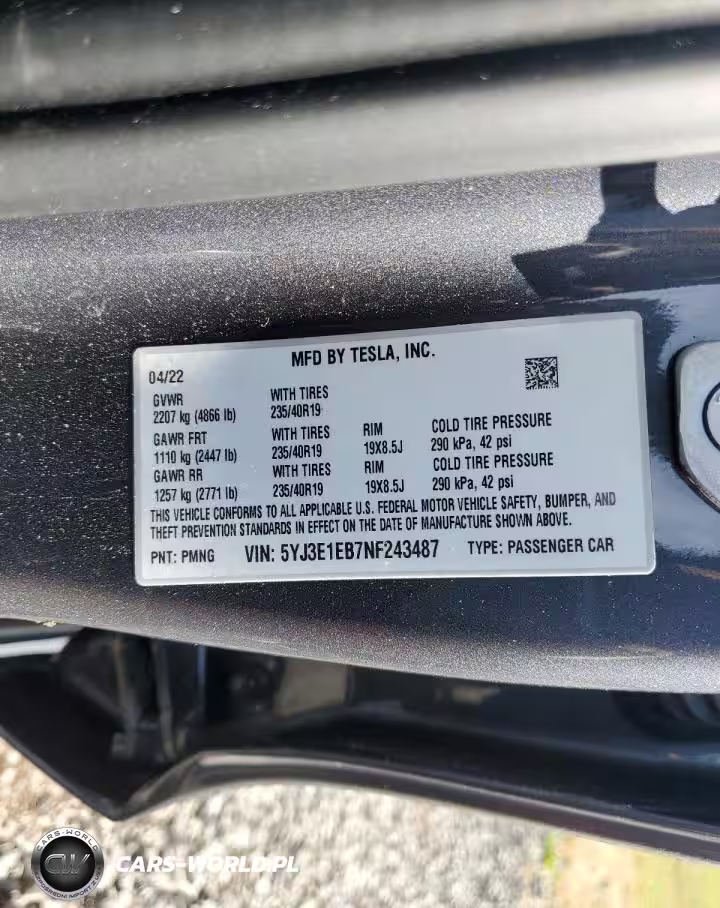 MFD BY TESLA, INC.
04/22
GVWR WITH TIRES
2207 kg (4866 lb) 235/40R19
GAWR FRT WITH TIRES RIM COLD TIRE PRESSURE
1110 kg (2447 lb) 235/40R19 19X8.5J 290 kPa, 42 psi
GAWR RR WITH TIRES RIM COLD TIRE PRESSURE
1257 kg (2771 lb) 235/40R19 19X8.5J 290 kPa, 42 psi
THIS VEHICLE CONFORMS TO ALL APPLICABLE U.S. FEDERAL MOTOR VEHICLE SAFETY, BUMPER, AND
THEFT PREVENTION STANDARDS IN EFFECT ON THE DATE OF MANUFACTURE SHOWN ABOVE.
PNT: PMNG VIN: 5YJ3E1EB7NF243487 TYPE: PASSENGER CAR
CARS-WORLD
CW
CARS-WORLD.PL